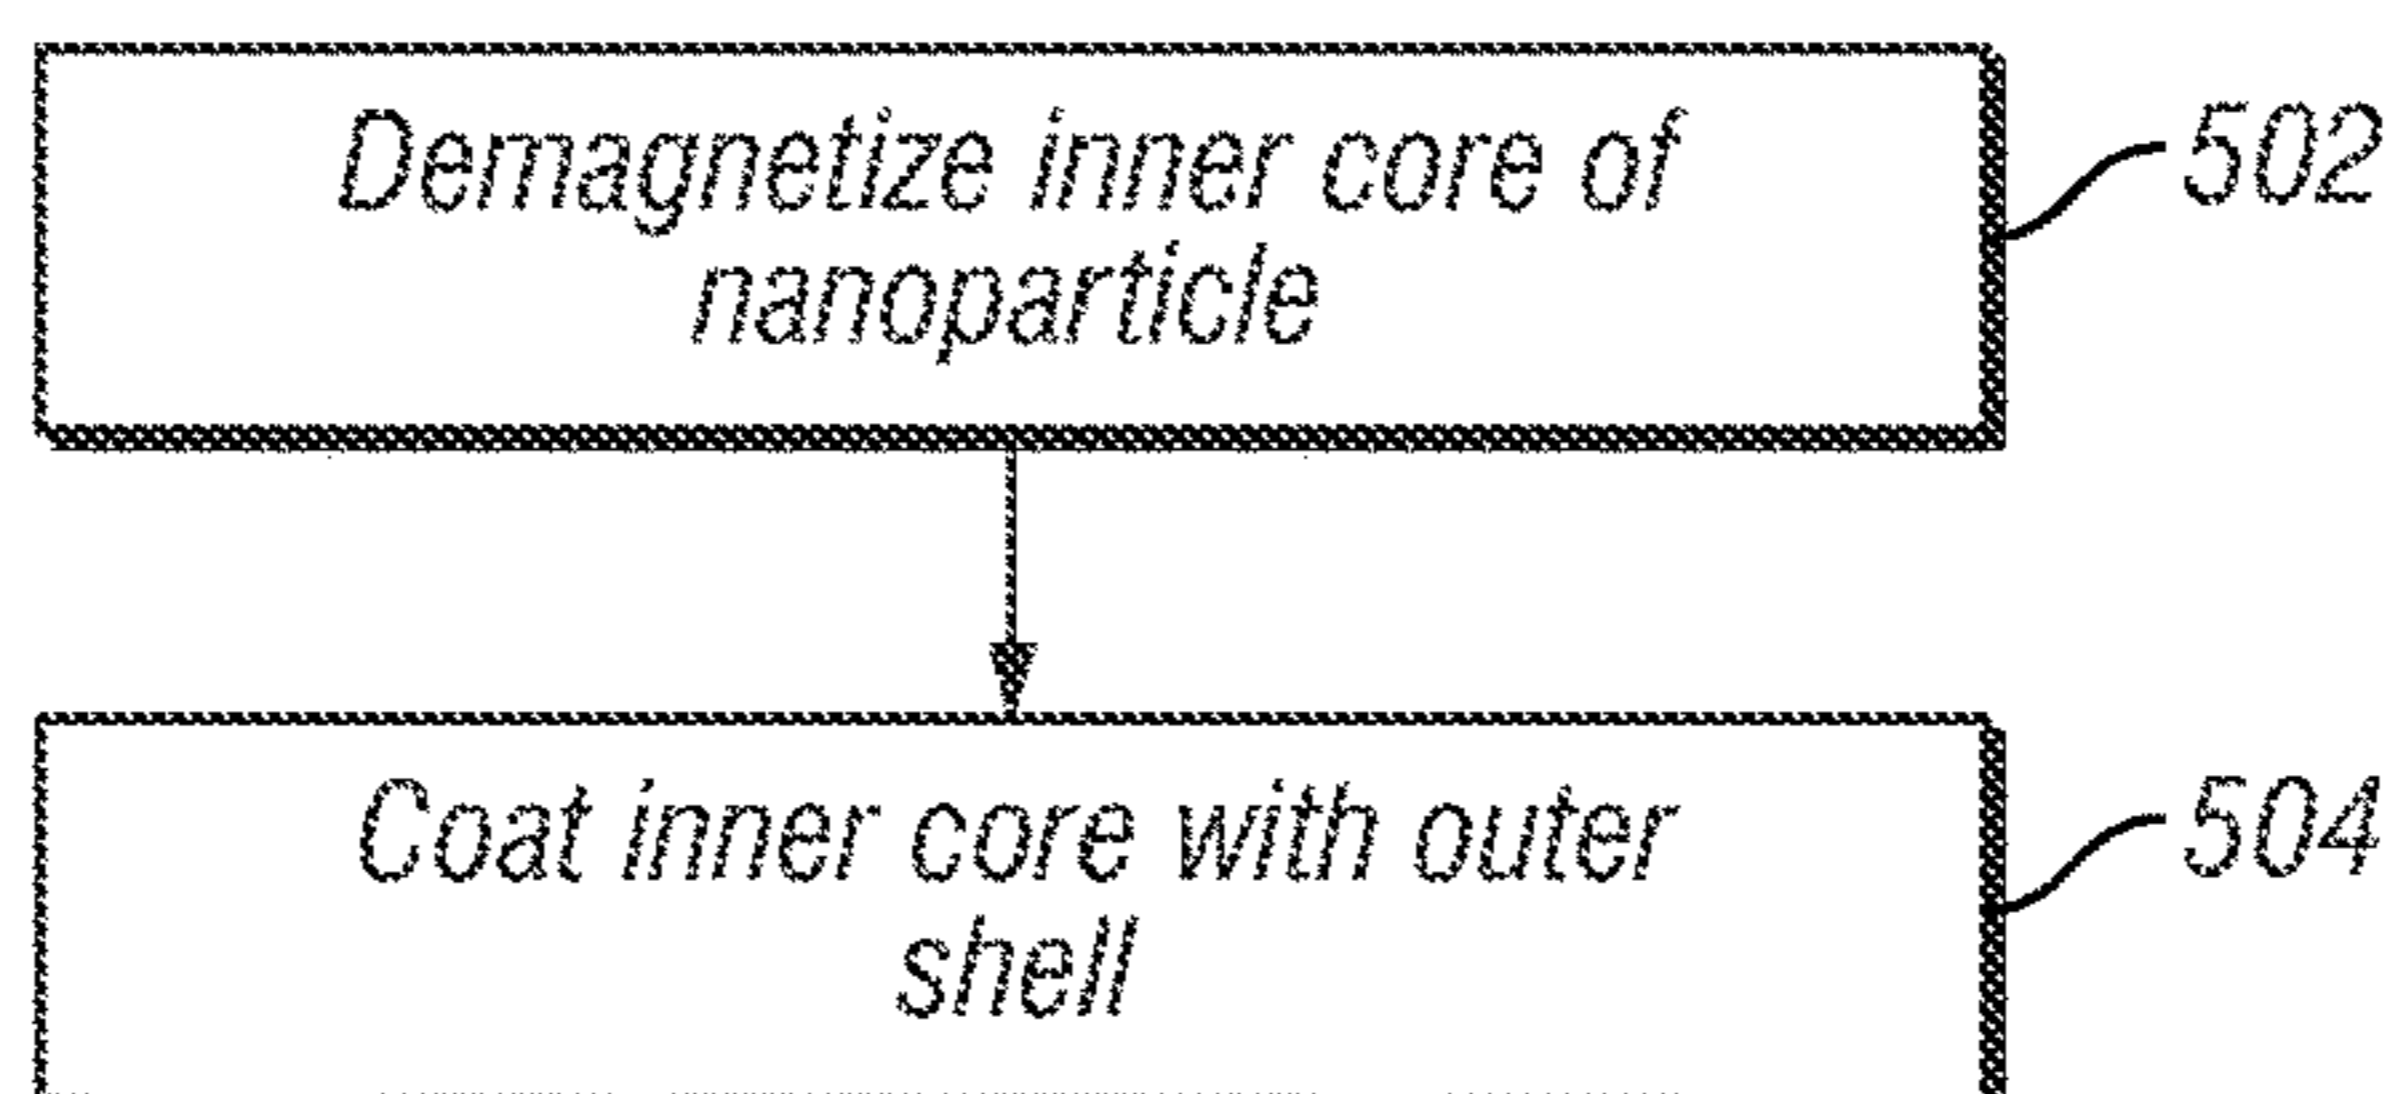 Demagnetize inner core of
nanoparticle
502
Coat inner core with outer
shell
504